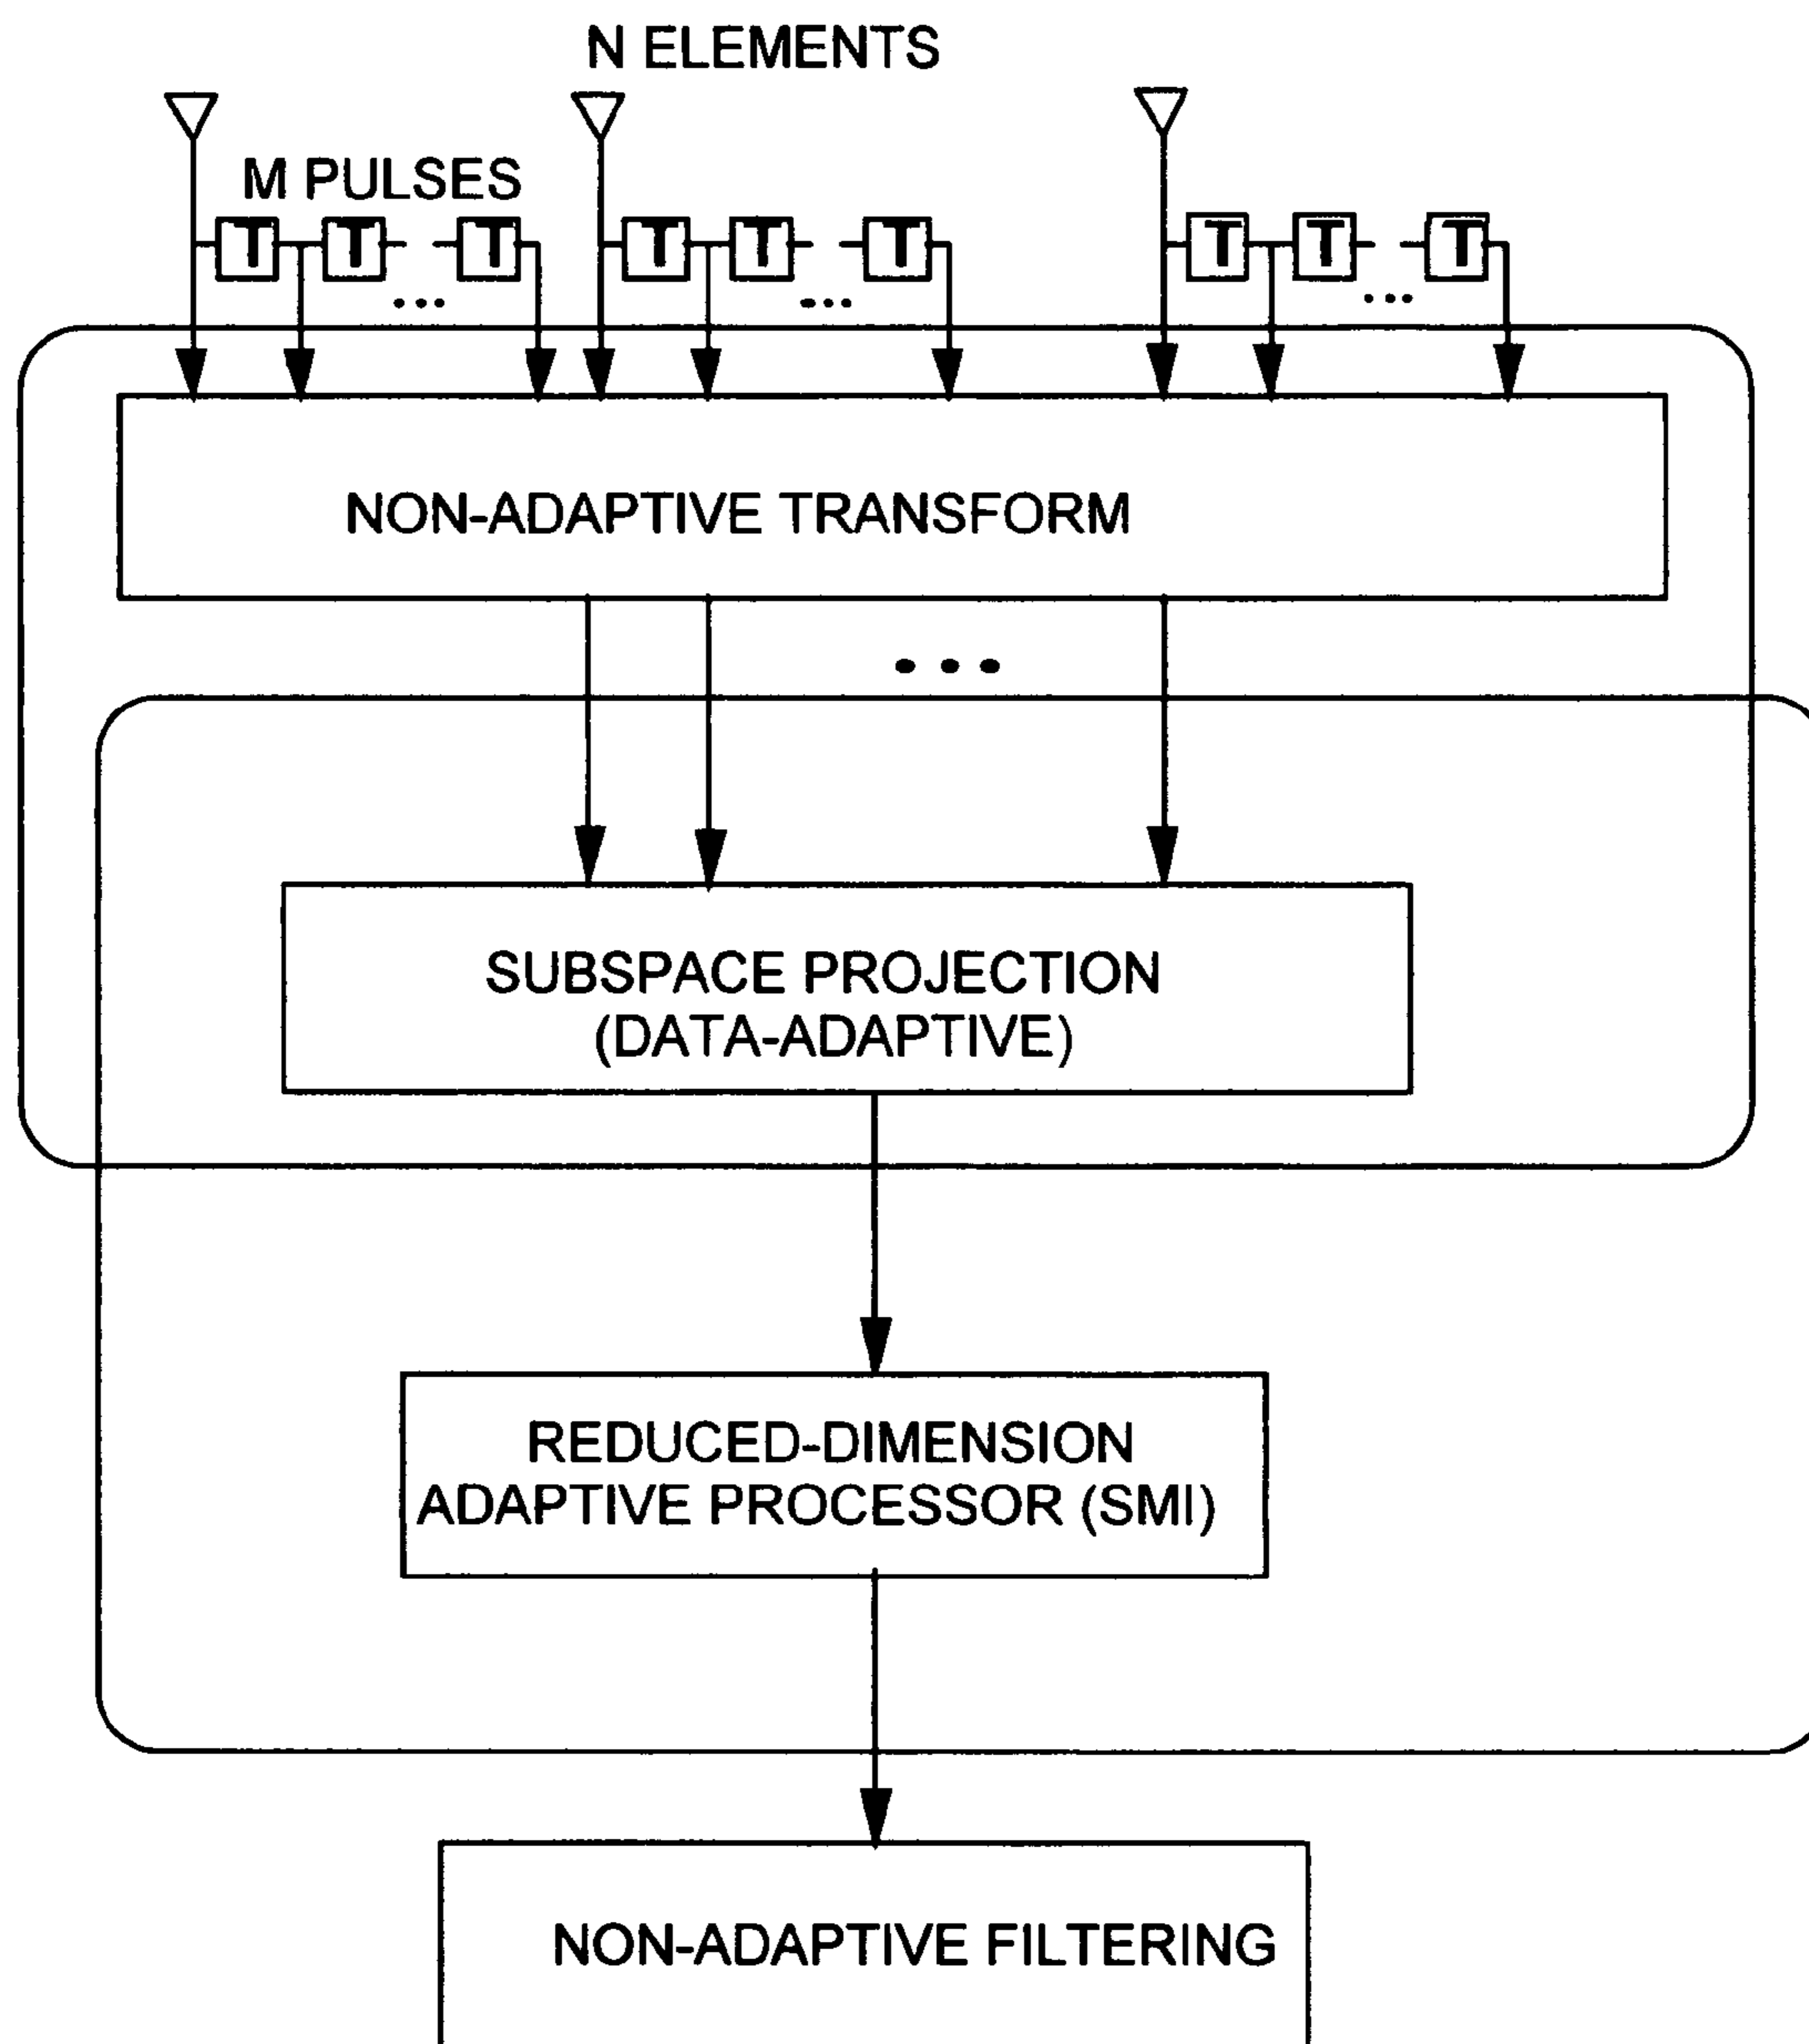 N ELEMENTS
M PULSES
T T T T T T T T T
NON-ADAPTIVE TRANSFORM
SUBSPACE PROJECTION
(DATA-ADAPTIVE)
REDUCED-DIMENSION
ADAPTIVE PROCESSOR (SMI)
NON-ADAPTIVE FILTERING